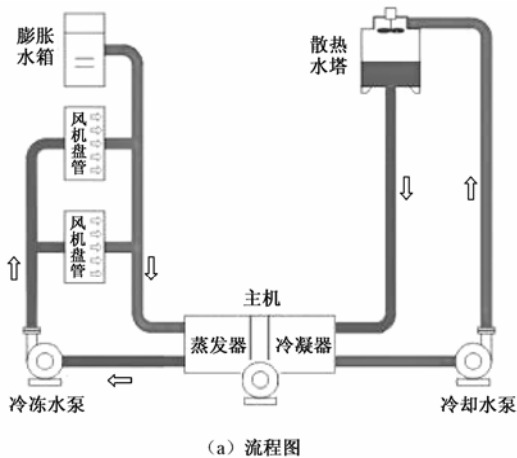 膨胀
水箱
散热
水塔
风机盘管
风机盘管
主机
蒸发器
冷凝器
冷冻水泵
冷却水泵
（a）流程图